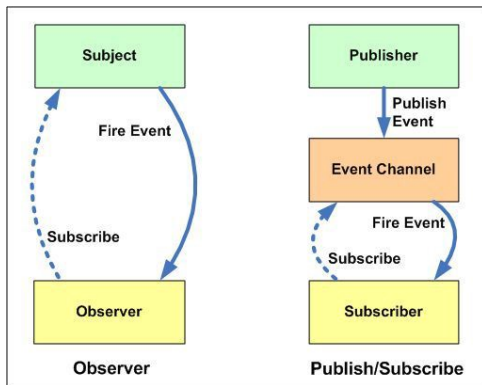 Subject
Fire Event
Subscribe
Observer
Observer
Publisher
Publish
Event
Event Channel
Fire Event
Subscribe
Subscriber
Publish/Subscribe